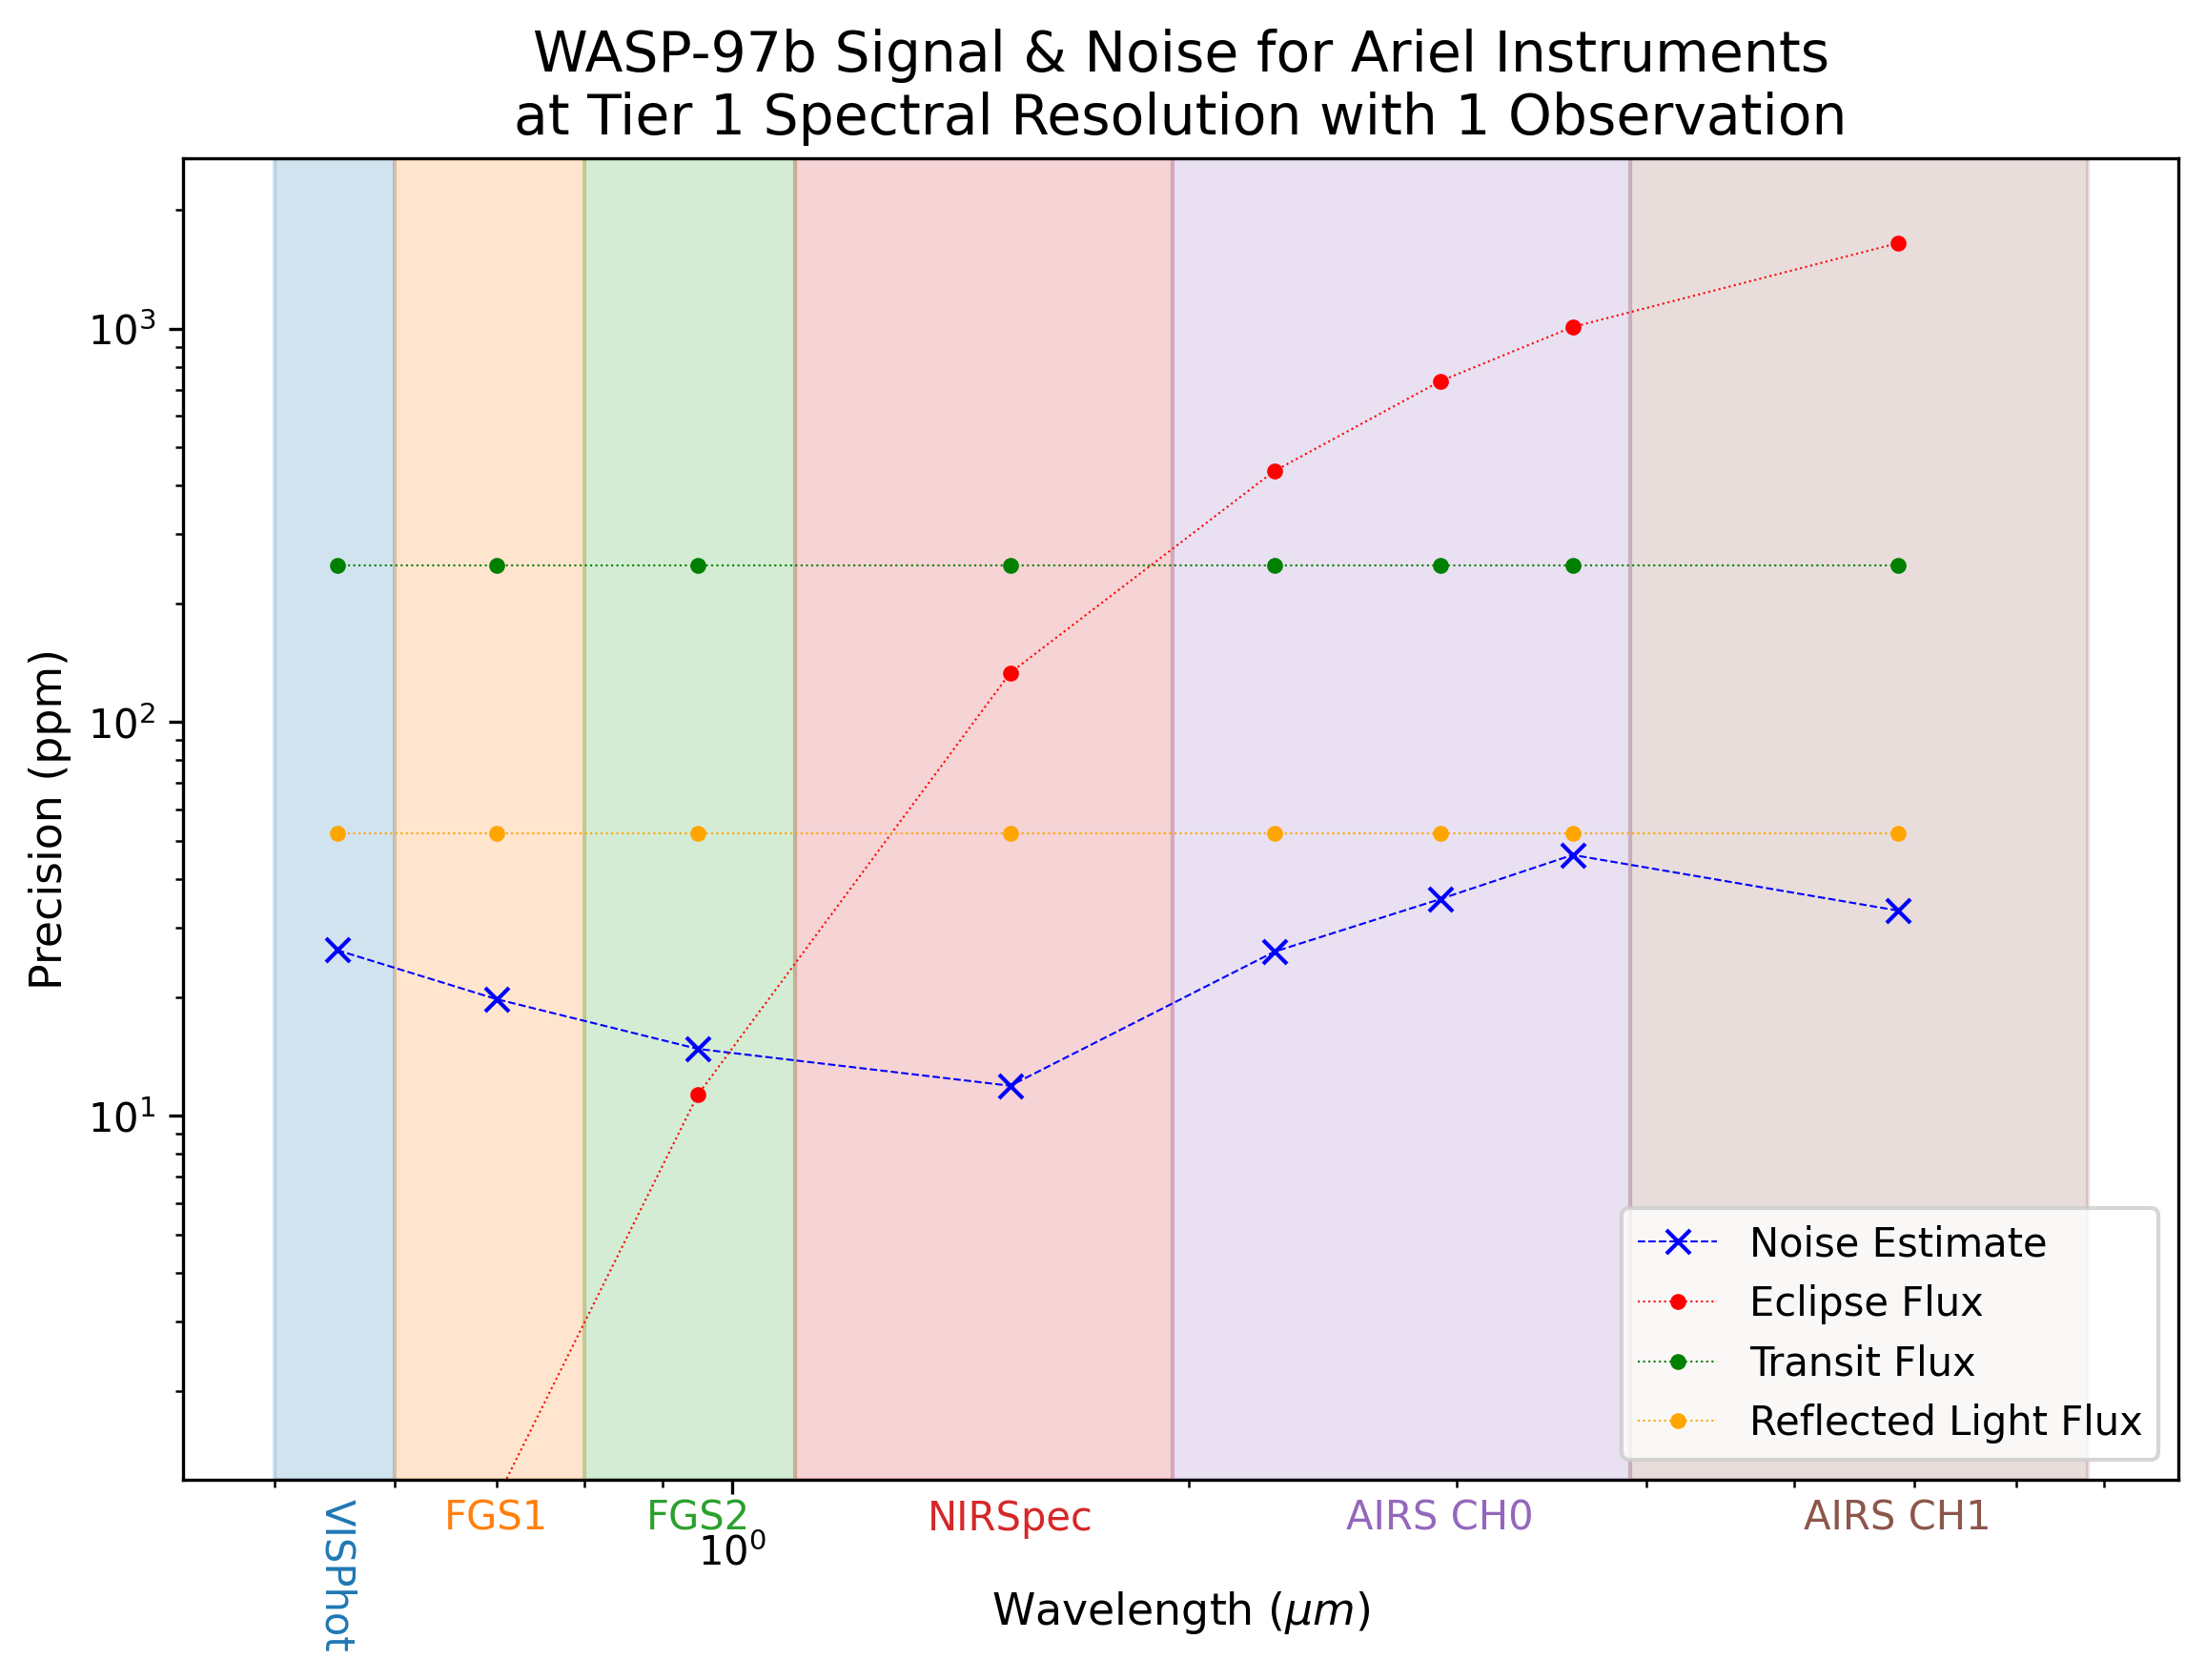 WASP-97b Signal & Noise for Ariel Instruments
at Tier 1 Spectral Resolution with 1 Observation
Precision (ppm)
10³
10²
10¹
Noise Estimate
Eclipse Flux
Transit Flux
Reflected Light Flux
VISPhot
FGS1
FGS2
NIRSpec
AIRS CH0
AIRS CH1
10⁰
Wavelength (μm)